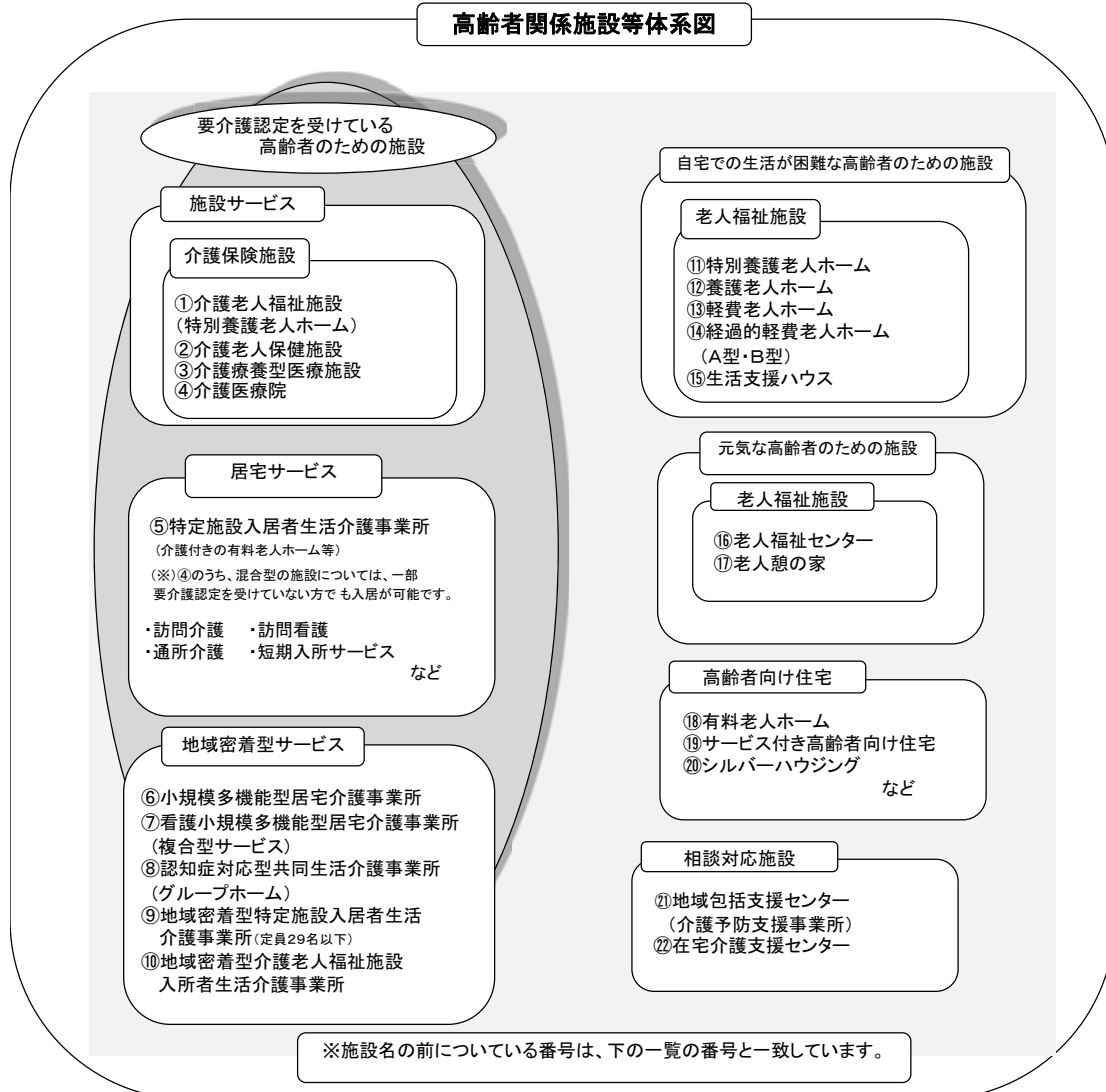 高齢者関係施設等体系図
要介護認定を受けている
高齢者のための施設
施設サービス
介護保険施設
①介護老人福祉施設
(特別養護老人ホーム)
②介護老人保健施設
③介護療養型医療施設
④介護医療院
居宅サービス
⑤特定施設入居者生活介護事業所
(介護付きの有料老人ホーム等)
(※)④のうち、混合型の施設については、一部
要介護認定を受けていない方でも入居が可能です。
・訪問介護 ・訪問看護
・通所介護 ・短期入所サービス
など
地域密着型サービス
⑥小規模多機能型居宅介護事業所
⑦看護小規模多機能型居宅介護事業所
(複合型サービス)
⑧認知症対応型共同生活介護事業所
(グループホーム)
⑨地域密着型特定施設入居者生活
介護事業所(定員29名以下)
⑩地域密着型介護老人福祉施設
入所者生活介護事業所
自宅での生活が困難な高齢者のための施設
老人福祉施設
⑪特別養護老人ホーム
⑫養護老人ホーム
⑬軽費老人ホーム
⑭経過的軽費老人ホーム
(A型・B型)
⑮生活支援ハウス
元気な高齢者のための施設
老人福祉施設
⑯老人福祉センター
⑰老人憩の家
高齢者向け住宅
⑱有料老人ホーム
⑲サービス付き高齢者向け住宅
⑳シルバーハウジング
など
相談対応施設
㉑地域包括支援センター
(介護予防支援事業所)
㉒在宅介護支援センター
※施設名の前についている番号は、下の一覧の番号と一致しています。